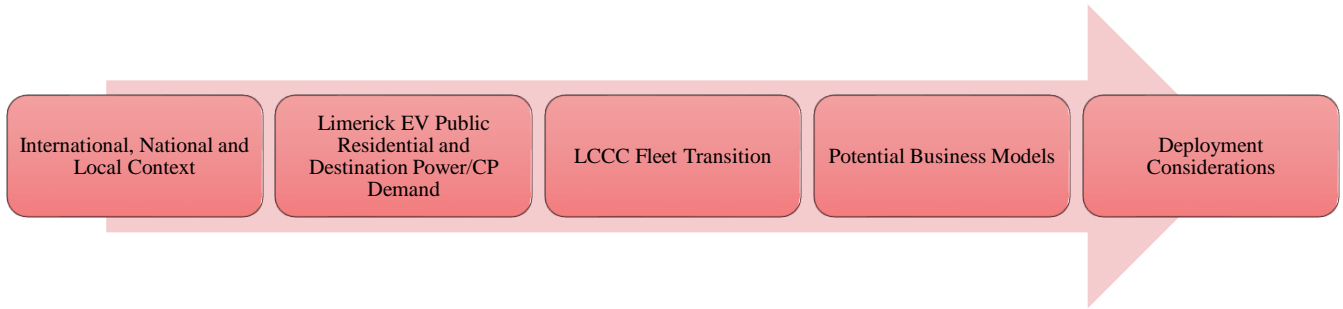 International, National and
Local Context
Limerick EV Public
Residential and
Destination Power/CP
Demand
LCCC Fleet Transition
Potential Business Models
Deployment
Considerations